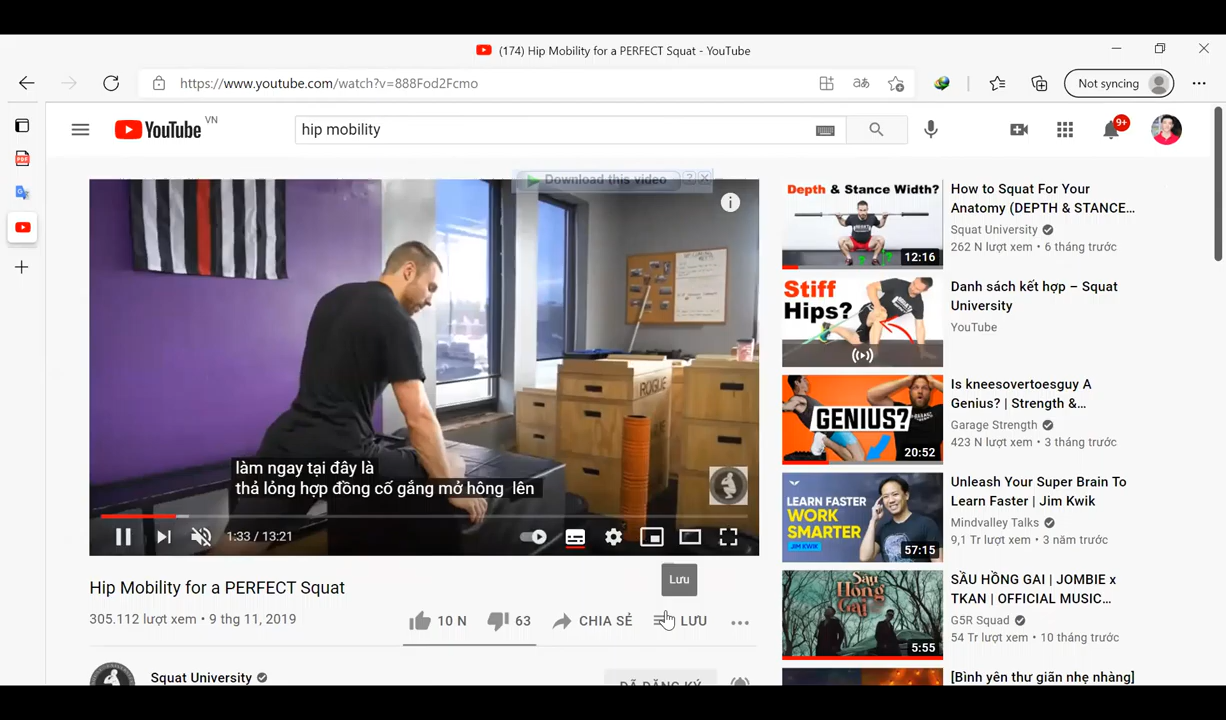 (174) Hip Mobility for a PERFECT Squat - YouTube
https://www.youtube.com/watch?v=888Fod2Fcmo
Not syncing
YouTube VN
hip mobility
9+
Download this video ? X
ROGUE
làm ngay tại đây là
thả lỏng hợp đồng cố gắng mở hông lên
1:33 / 13:21
Lưu
Hip Mobility for a PERFECT Squat
305.112 lượt xem • 9 thg 11, 2019
10 N
63
CHIA SẺ
LƯU
Squat University
ĐÃ ĐĂNG KÝ
Depth & Stance Width?
12:16
How to Squat For Your
Anatomy (DEPTH & STANCE...
Squat University
262 N lượt xem • 6 tháng trước
Stiff
Hips?
Danh sách kết hợp – Squat
University
YouTube
GENIUS?
20:52
Is kneesovertoesguy A
Genius? | Strength &...
Garage Strength
423 N lượt xem • 3 tháng trước
LEARN FASTER
WORK
SMARTER
JIM KWIK
57:15
Unleash Your Super Brain To
Learn Faster | Jim Kwik
Mindvalley Talks
9,1 Tr lượt xem • 3 năm trước
Sầu
Hồng
Gai
5:55
SẦU HỒNG GAI | JOMBIE x
TKAN | OFFICIAL MUSIC...
G5R Squad
54 Tr lượt xem • 10 tháng trước
[Bình yên thư giãn nhẹ nhàng]